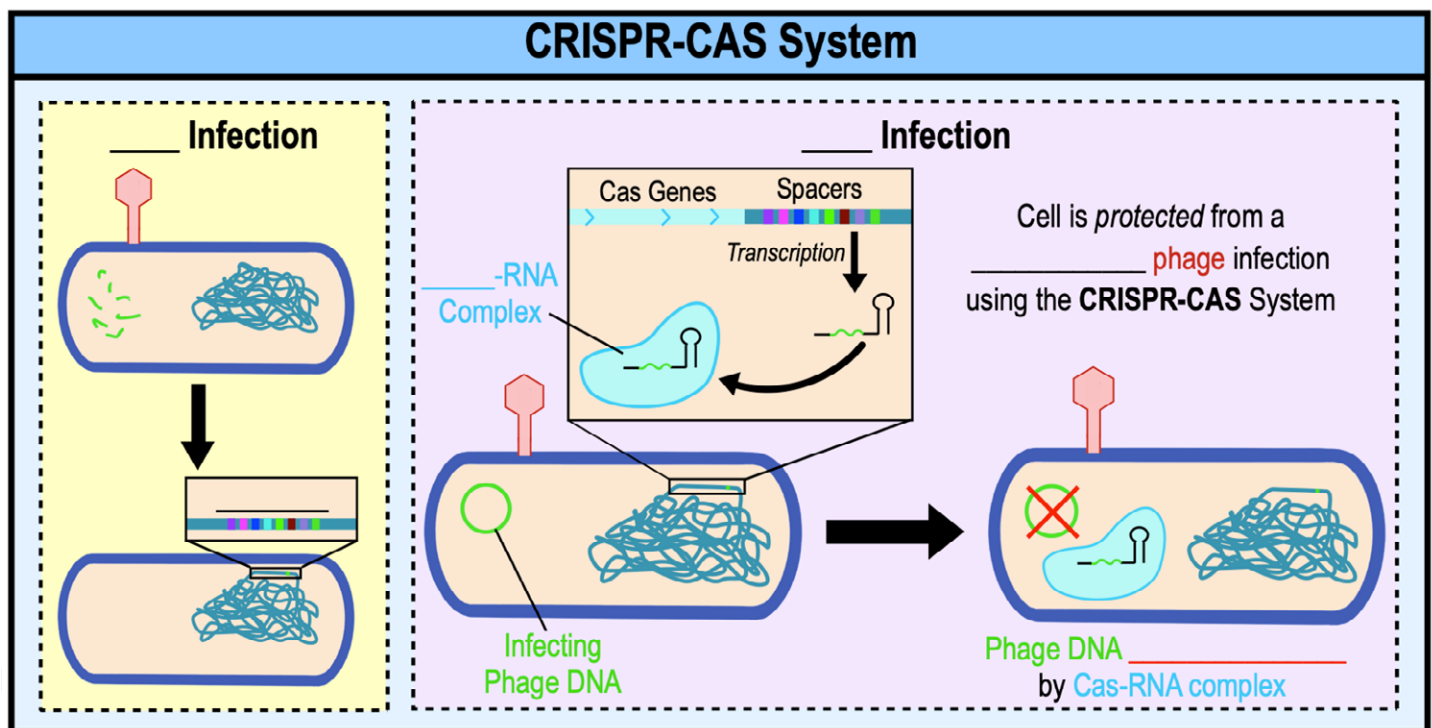 CRISPR-CAS System
____ Infection
____ Infection
Cas Genes Spacers
Transcription
_____-RNA
Complex
Cell is protected from a
____________ phage infection
using the CRISPR-CAS System
Infecting
Phage DNA
Phage DNA _______________
by Cas-RNA complex